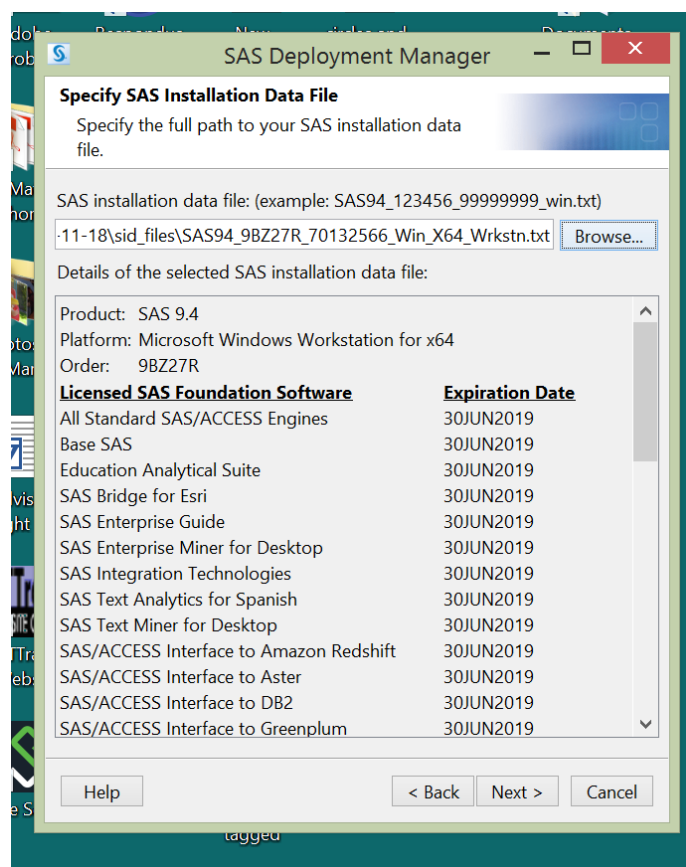 SAS Deployment Manager
Specify SAS Installation Data File
Specify the full path to your SAS installation data
file.
SAS installation data file: (example: SAS94_123456_99999999_win.txt)
-11-18\sid_files\SAS94_9BZ27R_70132566_Win_X64_Wrkstn.txt Browse...
Details of the selected SAS installation data file:
Product: SAS 9.4
Platform: Microsoft Windows Workstation for x64
Order: 9BZ27R
Licensed SAS Foundation Software Expiration Date
All Standard SAS/ACCESS Engines 30JUN2019
Base SAS 30JUN2019
Education Analytical Suite 30JUN2019
SAS Bridge for Esri 30JUN2019
SAS Enterprise Guide 30JUN2019
SAS Enterprise Miner for Desktop 30JUN2019
SAS Integration Technologies 30JUN2019
SAS Text Analytics for Spanish 30JUN2019
SAS Text Miner for Desktop 30JUN2019
SAS/ACCESS Interface to Amazon Redshift 30JUN2019
SAS/ACCESS Interface to Aster 30JUN2019
SAS/ACCESS Interface to DB2 30JUN2019
SAS/ACCESS Interface to Greenplum 30JUN2019
Help < Back Next > Cancel
tagged